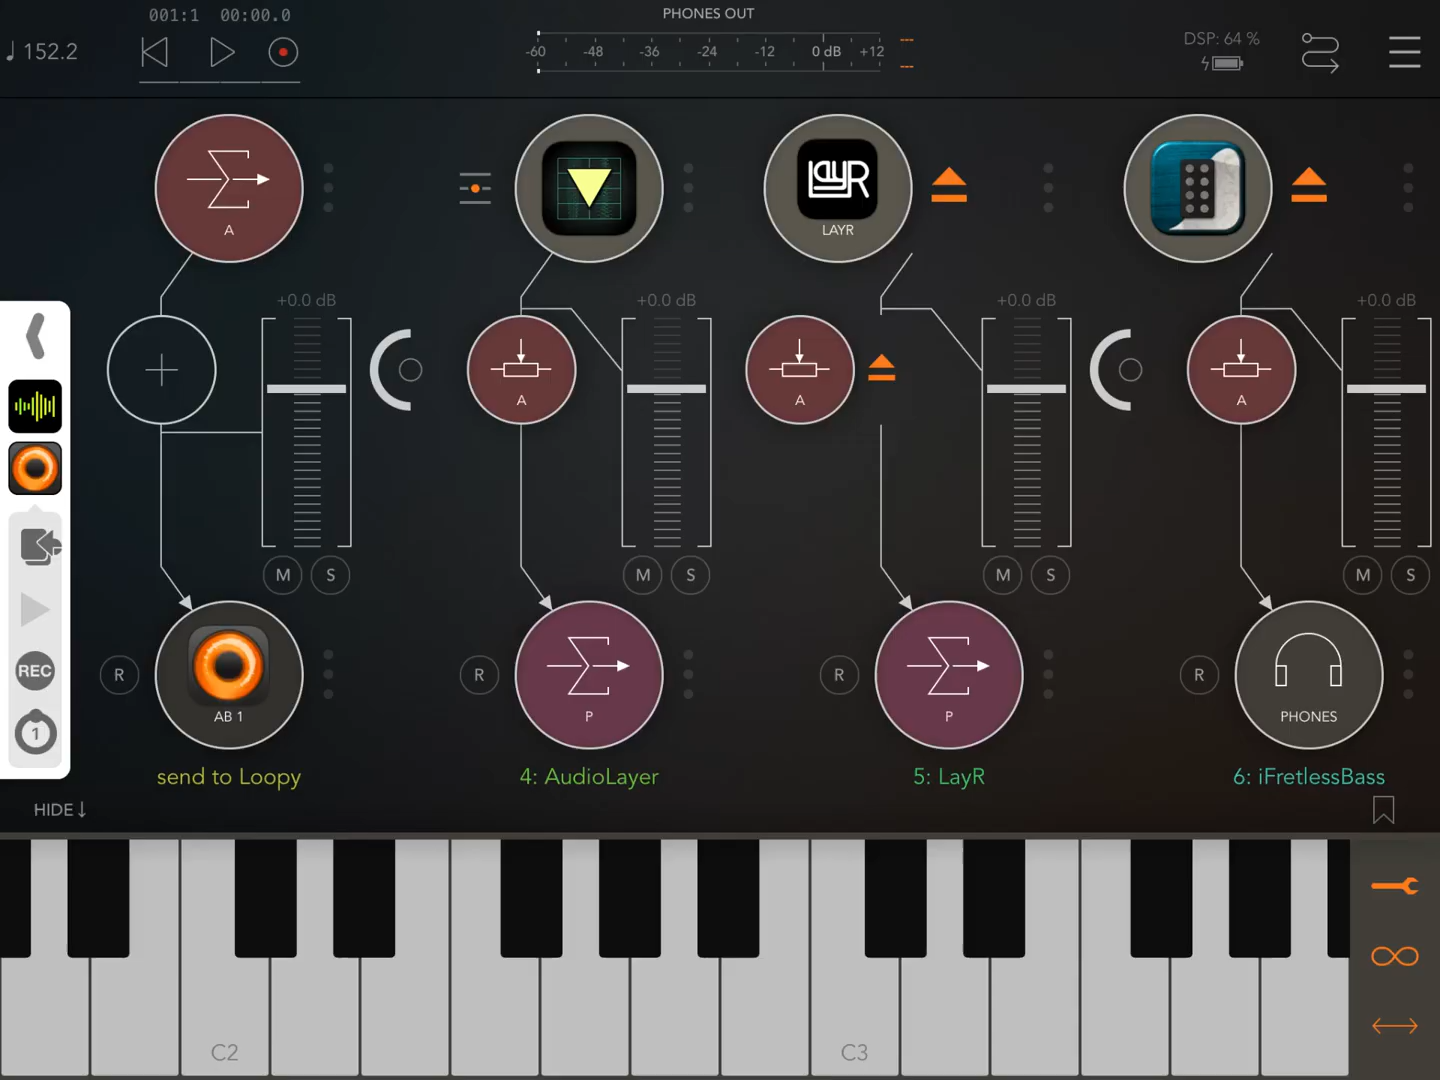 001:1 00:00.0
PHONES OUT
♩ 152.2
-60 -48 -36 -24 -12 0 dB +12
DSP: 64 %
A
LayR
LAYR
+0.0 dB
+0.0 dB
+0.0 dB
+0.0 dB
A
A
A
M S
M S
M S
M S
REC
1
R
AB 1
R
P
R
P
R
PHONES
send to Loopy
4: AudioLayer
5: LayR
6: iFretlessBass
HIDE↓
C2
C3